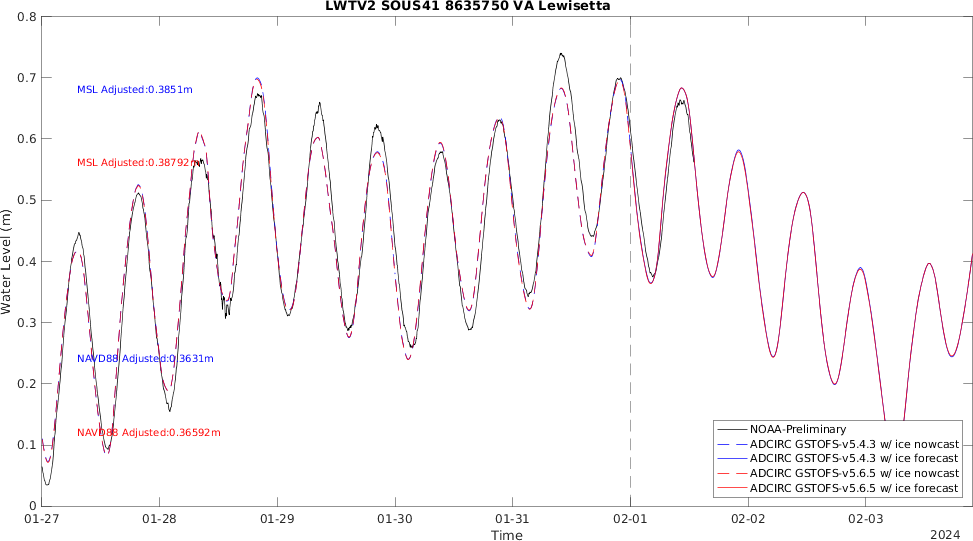 LWTV2 SOUS41 8635750 VA Lewisetta
0.8
0.7
0.6
0.5
0.4
0.3
0.2
0.1
0
Water Level (m)
MSL Adjusted:0.3851m
MSL Adjusted:0.38792m
NAVD88 Adjusted:0.3631m
NAVD88 Adjusted:0.36592m
NOAA-Preliminary
ADCIRC GSTOFS-v5.4.3 w/ ice nowcast
ADCIRC GSTOFS-v5.4.3 w/ ice forecast
ADCIRC GSTOFS-v5.6.5 w/ ice nowcast
ADCIRC GSTOFS-v5.6.5 w/ ice forecast
01-27 01-28 01-29 01-30 01-31 02-01 02-02 02-03
Time
2024